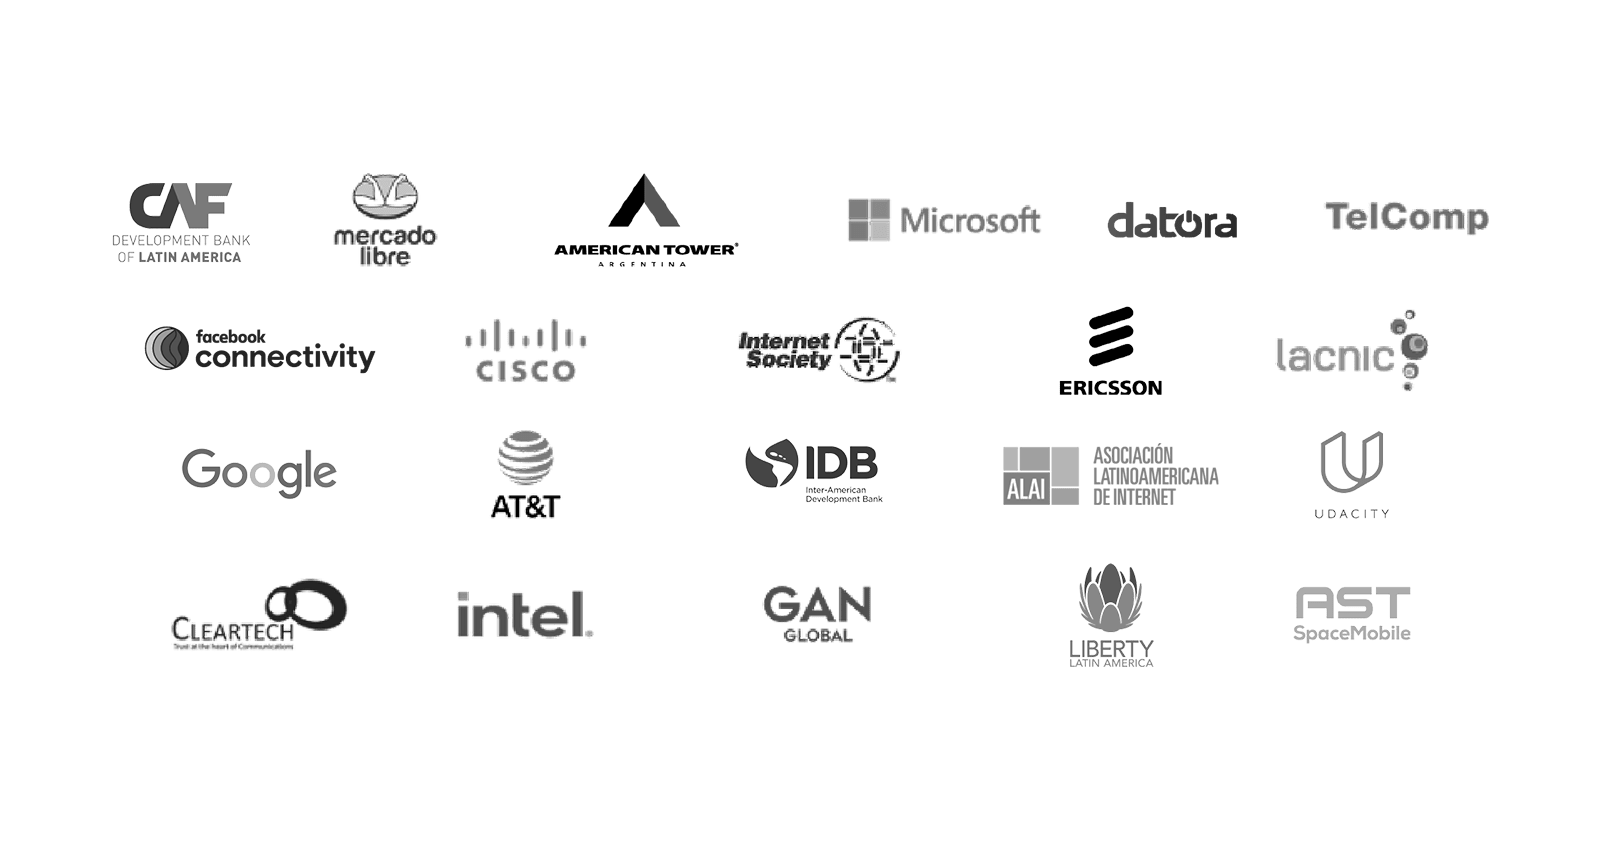 CAF
DEVELOPMENT BANK
OF LATIN AMERICA
mercado
libre
AMERICAN TOWER®
ARGENTINA
Microsoft
datora
TelComp
facebook
connectivity
CISCO
Internet
Society
ERICSSON
lacnic
Google
AT&T
IDB
Inter-American
Development Bank
ALAI
ASOCIACIÓN
LATINOAMERICANA
DE INTERNET
UDACITY
CLEARTECH
Trust at the heart of Communications
intel.
GAN
GLOBAL
LIBERTY
LATIN AMERICA
AST
SpaceMobile